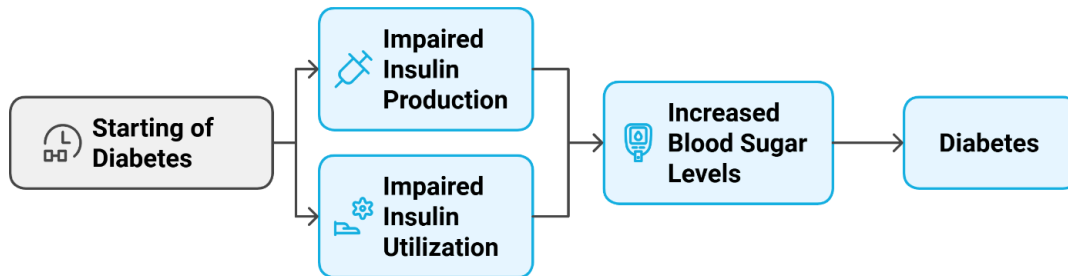 Starting of
Diabetes
Impaired
Insulin
Production
Impaired
Insulin
Utilization
Increased
Blood Sugar
Levels
Diabetes